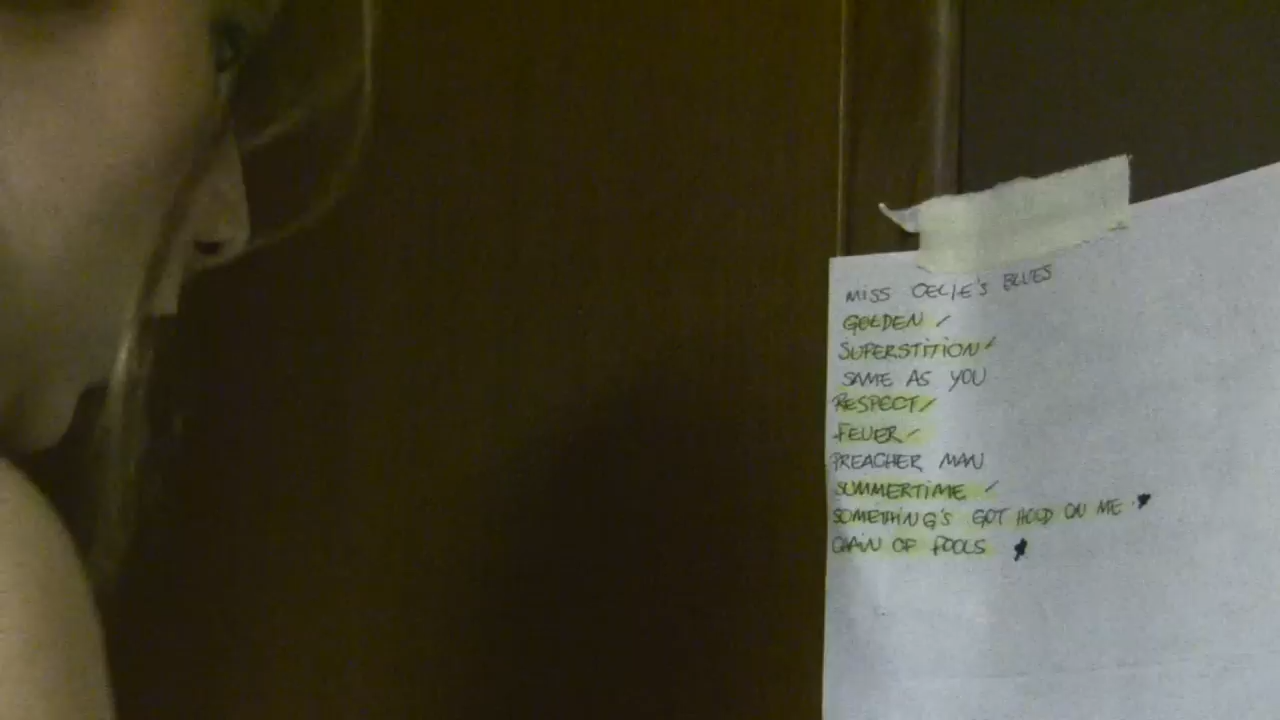 MISS CELIE'S BLUES
GOLDEN
SUPERSTITION
SAME AS YOU
RESPECT
FEVER
PREACHER MAN
SUMMERTIME
SOMETHING'S GOT HOLD ON ME
CHAIN OF FOOLS